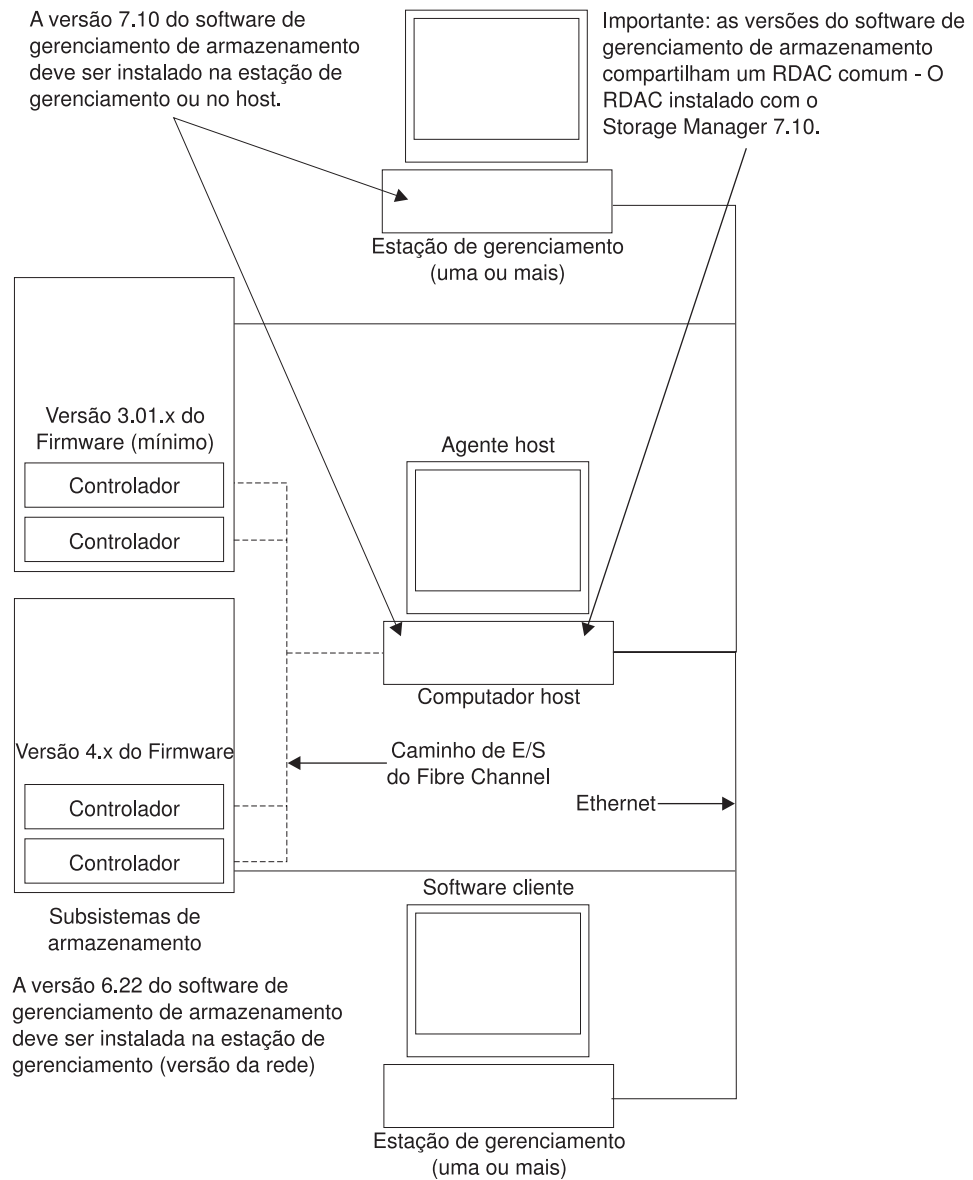 A versão 7.10 do software de
gerenciamento de armazenamento
deve ser instalado na estação de
gerenciamento ou no host.
Importante: as versões do software de
gerenciamento de armazenamento
compartilham um RDAC comum - O
RDAC instalado com o
Storage Manager 7.10.
Estação de gerenciamento
(uma ou mais)
Versão 3.01.x do
Firmware (mínimo)
Controlador
Controlador
Agente host
Computador host
Versão 4.x do Firmware
Controlador
Controlador
Caminho de E/S
do Fibre Channel
Ethernet
Subsistemas de
armazenamento
Software cliente
A versão 6.22 do software de
gerenciamento de armazenamento
deve ser instalada na estação de
gerenciamento (versão da rede)
Estação de gerenciamento
(uma ou mais)